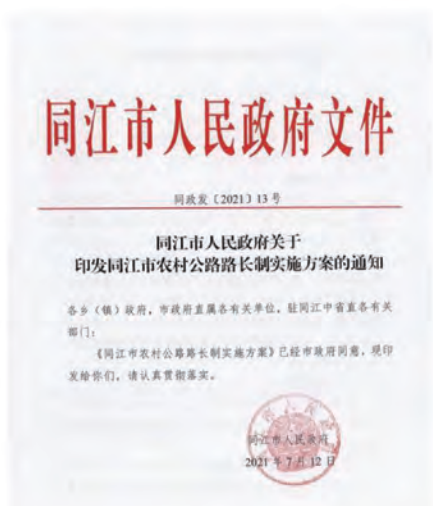 同江市人民政府文件
同政发〔2021〕13号
同江市人民政府关于
印发同江市农村公路路长制实施方案的通知
各乡（镇）政府，市政府直属各有关单位，驻同江中省直各有关
部门：
《同江市农村公路路长制实施方案》已经市政府同意，现印
发给你们，请认真贯彻落实。
同江市人民政府
2021年7月12日